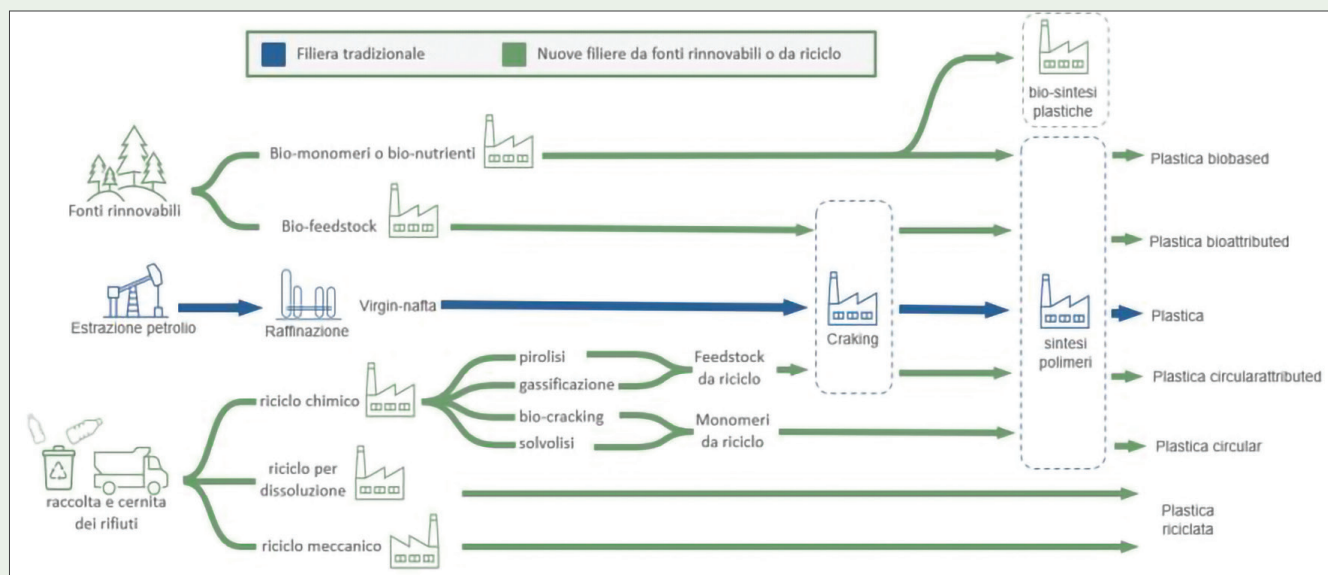 Filiera tradizionale
Nuove filiere da fonti rinnovabili o da riciclo
bio-sintesi
plastiche
Bio-monomeri o bio-nutrienti
Plastica biobased
Fonti rinnovabili
Bio-feedstock
Plastica bioattributed
Estrazione petrolio
Raffinazione
Virgin-nafta
Craking
sintesi
polimeri
Plastica
riciclo chimico
pirolisi
gassificazione
bio-cracking
solvolisi
Feedstock
da riciclo
Monomeri
da riciclo
Plastica circularattributed
Plastica circular
raccolta e cernita
dei rifiuti
riciclo per
dissoluzione
riciclo meccanico
Plastica
riciclata